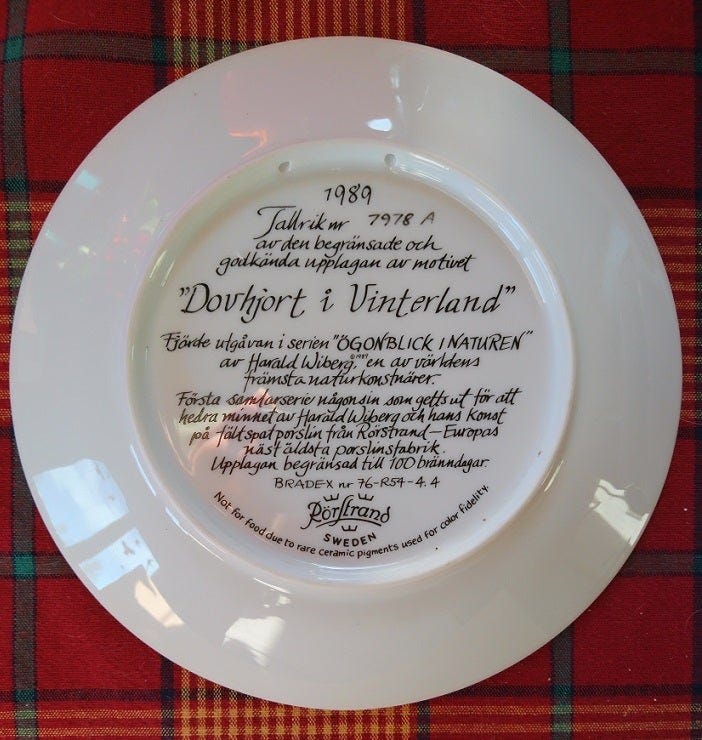 1989
Tallrik nr 7978 A
av den begränsade och
godkända upplagan av motivet
"Dovhjort i Vinterland"
Fjärde utgåvan i serien "ÖGONBLICK I NATUREN"
av Harald Wiberg, ©1989 en av världens
främsta naturkonstnärer.
Första samlarserie någonsin som getts ut för att
hedra minnet av Harald Wiberg och hans konst
på fältspatporslin från Rörstrand – Europas
näst äldsta porslinsfabrik.
Upplagan begränsad till 100 bränndagar.
BRADEX nr 76-R54-4.4
Rörstrand
SWEDEN
Not for food due to rare ceramic pigments used for color fidelity.